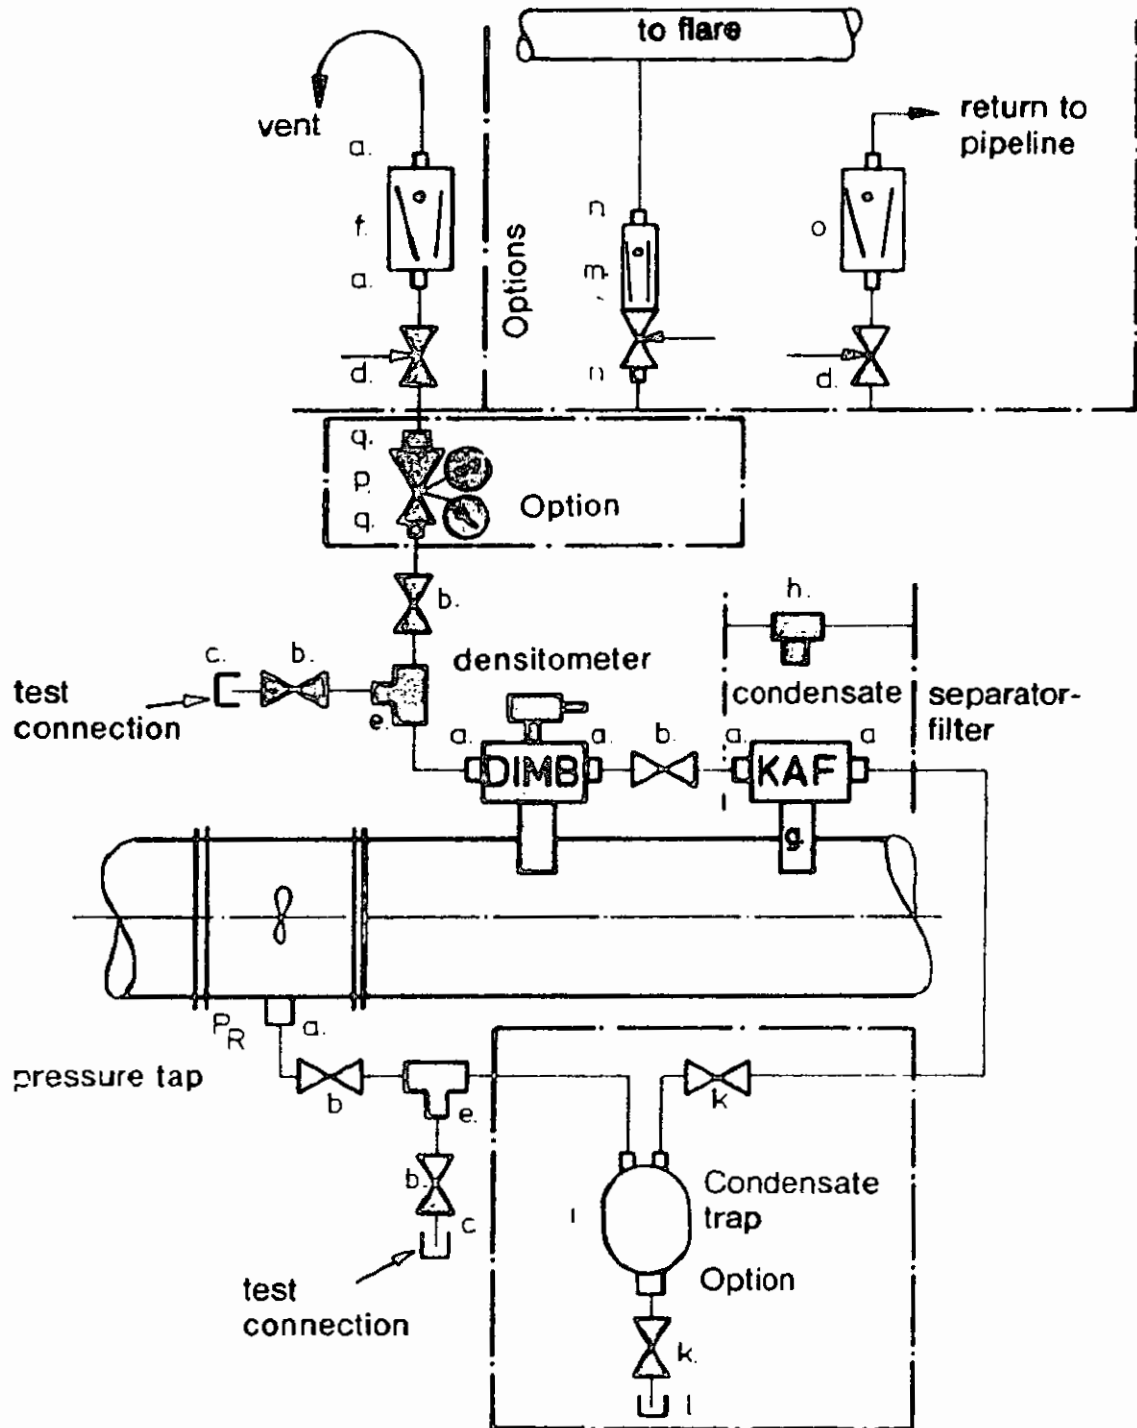 to flare
vent
return to
pipeline
a.
f.
a.
d.
Options
n
m
n
o
d.
q.
p.
q.
Option
b.
h.
c.
b.
densitometer
test
connection
condensate
separator-
filter
e.
a.
a.
b.
a.
a
DIMB
KAF
g
PR
a.
pressure tap
b
e.
k
b.
c
i
Condensate
trap
Option
test
connection
k.
l